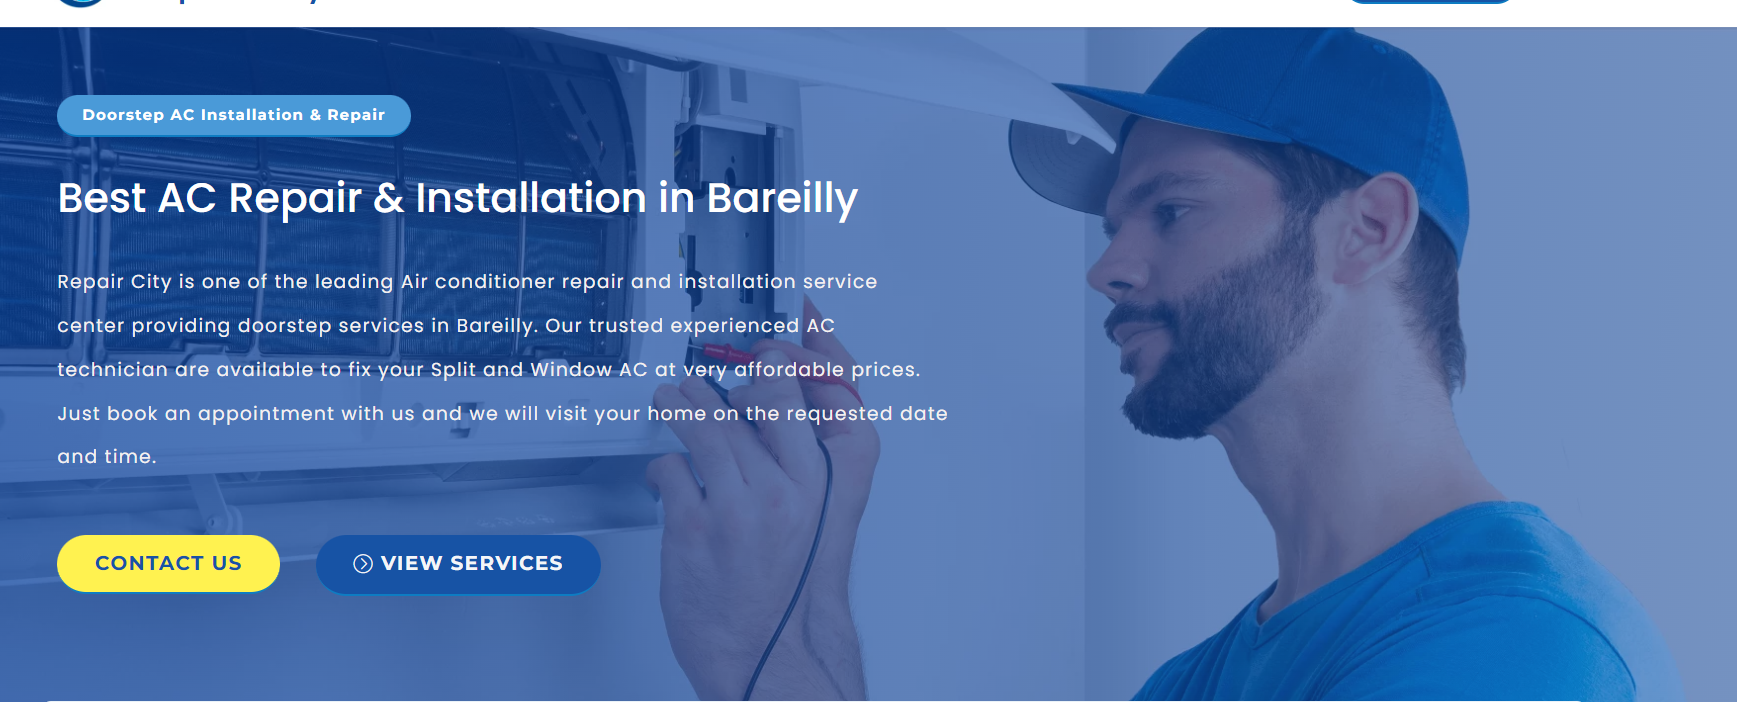 Doorstep AC Installation & Repair
Best AC Repair & Installation in Bareilly
Repair City is one of the leading Air conditioner repair and installation service
center providing doorstep services in Bareilly. Our trusted experienced AC
technician are available to fix your Split and Window AC at very affordable prices.
Just book an appointment with us and we will visit your home on the requested date
and time.
CONTACT US
VIEW SERVICES